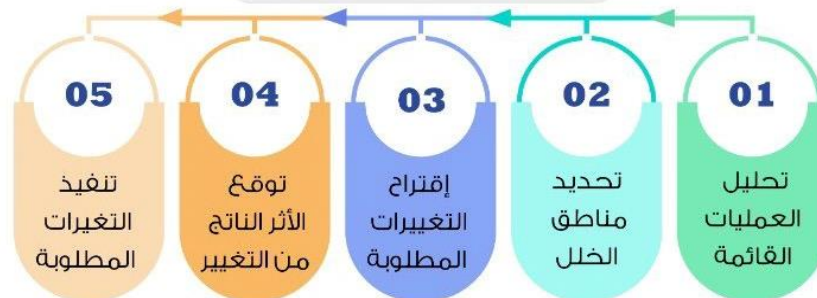 01
تحليل
العمليات
القائمة
02
تحديد
مناطق
الخلل
03
إقتراح
التغييرات
المطلوبة
04
توقع
الأثر الناتج
من التغيير
05
تنفيذ
التغيرات
المطلوبة